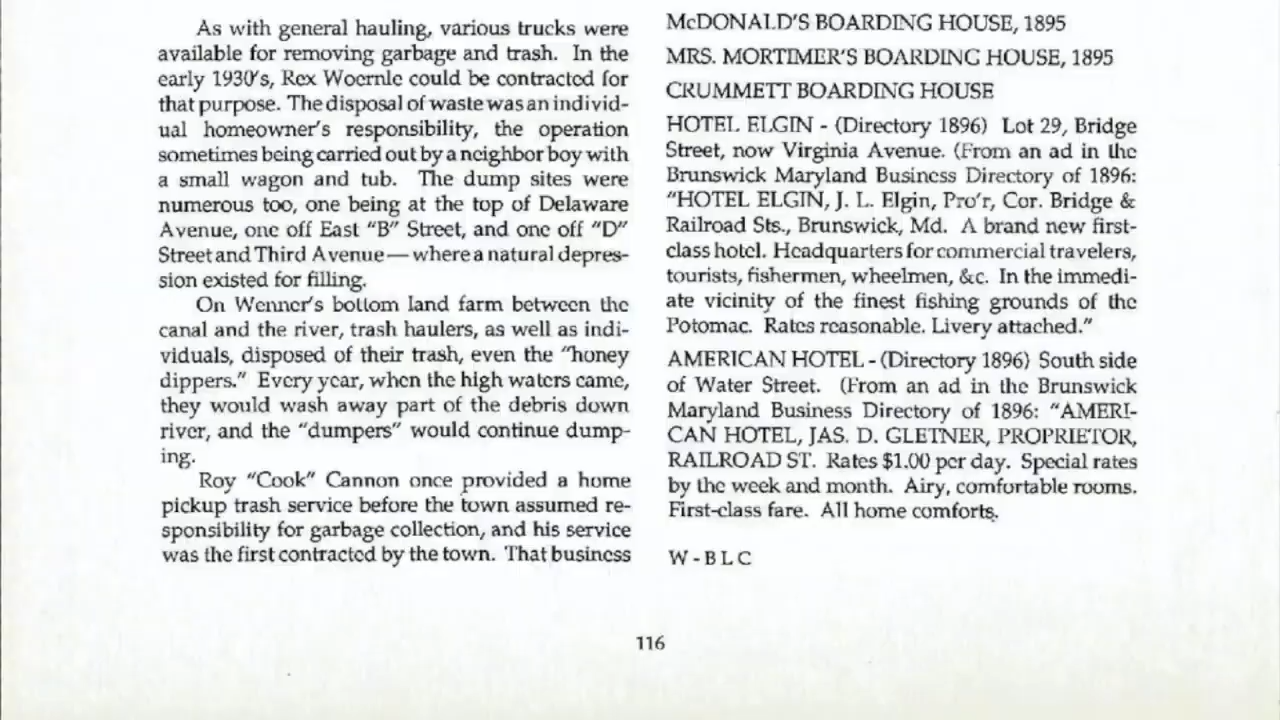 As with general hauling, various trucks were
available for removing garbage and trash. In the
early 1930's, Rex Woernle could be contracted for
that purpose. The disposal of waste was an individ-
ual homeowner's responsibility, the operation
sometimes being carried out by a neighbor boy with
a small wagon and tub. The dump sites were
numerous too, one being at the top of Delaware
Avenue, one off East "B" Street, and one off "D"
Street and Third Avenue — where a natural depres-
sion existed for filling.
On Wenner's bottom land farm between the
canal and the river, trash haulers, as well as indi-
viduals, disposed of their trash, even the "honey
dippers." Every year, when the high waters came,
they would wash away part of the debris down
river, and the "dumpers" would continue dump-
ing.
Roy "Cook" Cannon once provided a home
pickup trash service before the town assumed re-
sponsibility for garbage collection, and his service
was the first contracted by the town. That business
McDONALD'S BOARDING HOUSE, 1895
MRS. MORTIMER'S BOARDING HOUSE, 1895
CRUMMETT BOARDING HOUSE
HOTEL ELGIN - (Directory 1896) Lot 29, Bridge
Street, now Virginia Avenue. (From an ad in the
Brunswick Maryland Business Directory of 1896:
"HOTEL ELGIN, J. L. Elgin, Pro'r, Cor. Bridge &
Railroad Sts., Brunswick, Md. A brand new first-
class hotel. Headquarters for commercial travelers,
tourists, fishermen, wheelmen, &c. In the immedi-
ate vicinity of the finest fishing grounds of the
Potomac. Rates reasonable. Livery attached."
AMERICAN HOTEL - (Directory 1896) South side
of Water Street. (From an ad in the Brunswick
Maryland Business Directory of 1896: "AMERI-
CAN HOTEL, JAS. D. GLETNER, PROPRIETOR,
RAILROAD ST. Rates $1.00 per day. Special rates
by the week and month. Airy, comfortable rooms.
First-class fare. All home comforts.
W - B L C
116